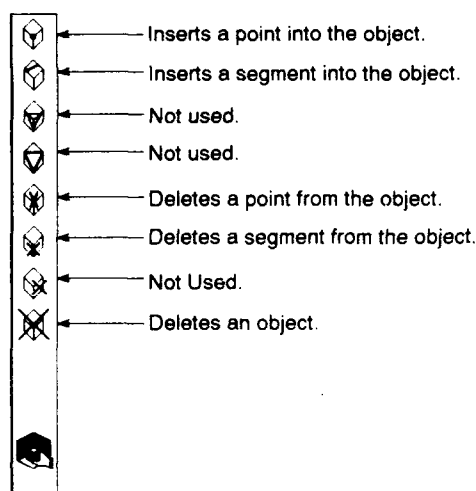 Inserts a point into the object.
Inserts a segment into the object.
Not used.
Not used.
Deletes a point from the object.
Deletes a segment from the object.
Not Used.
Deletes an object.